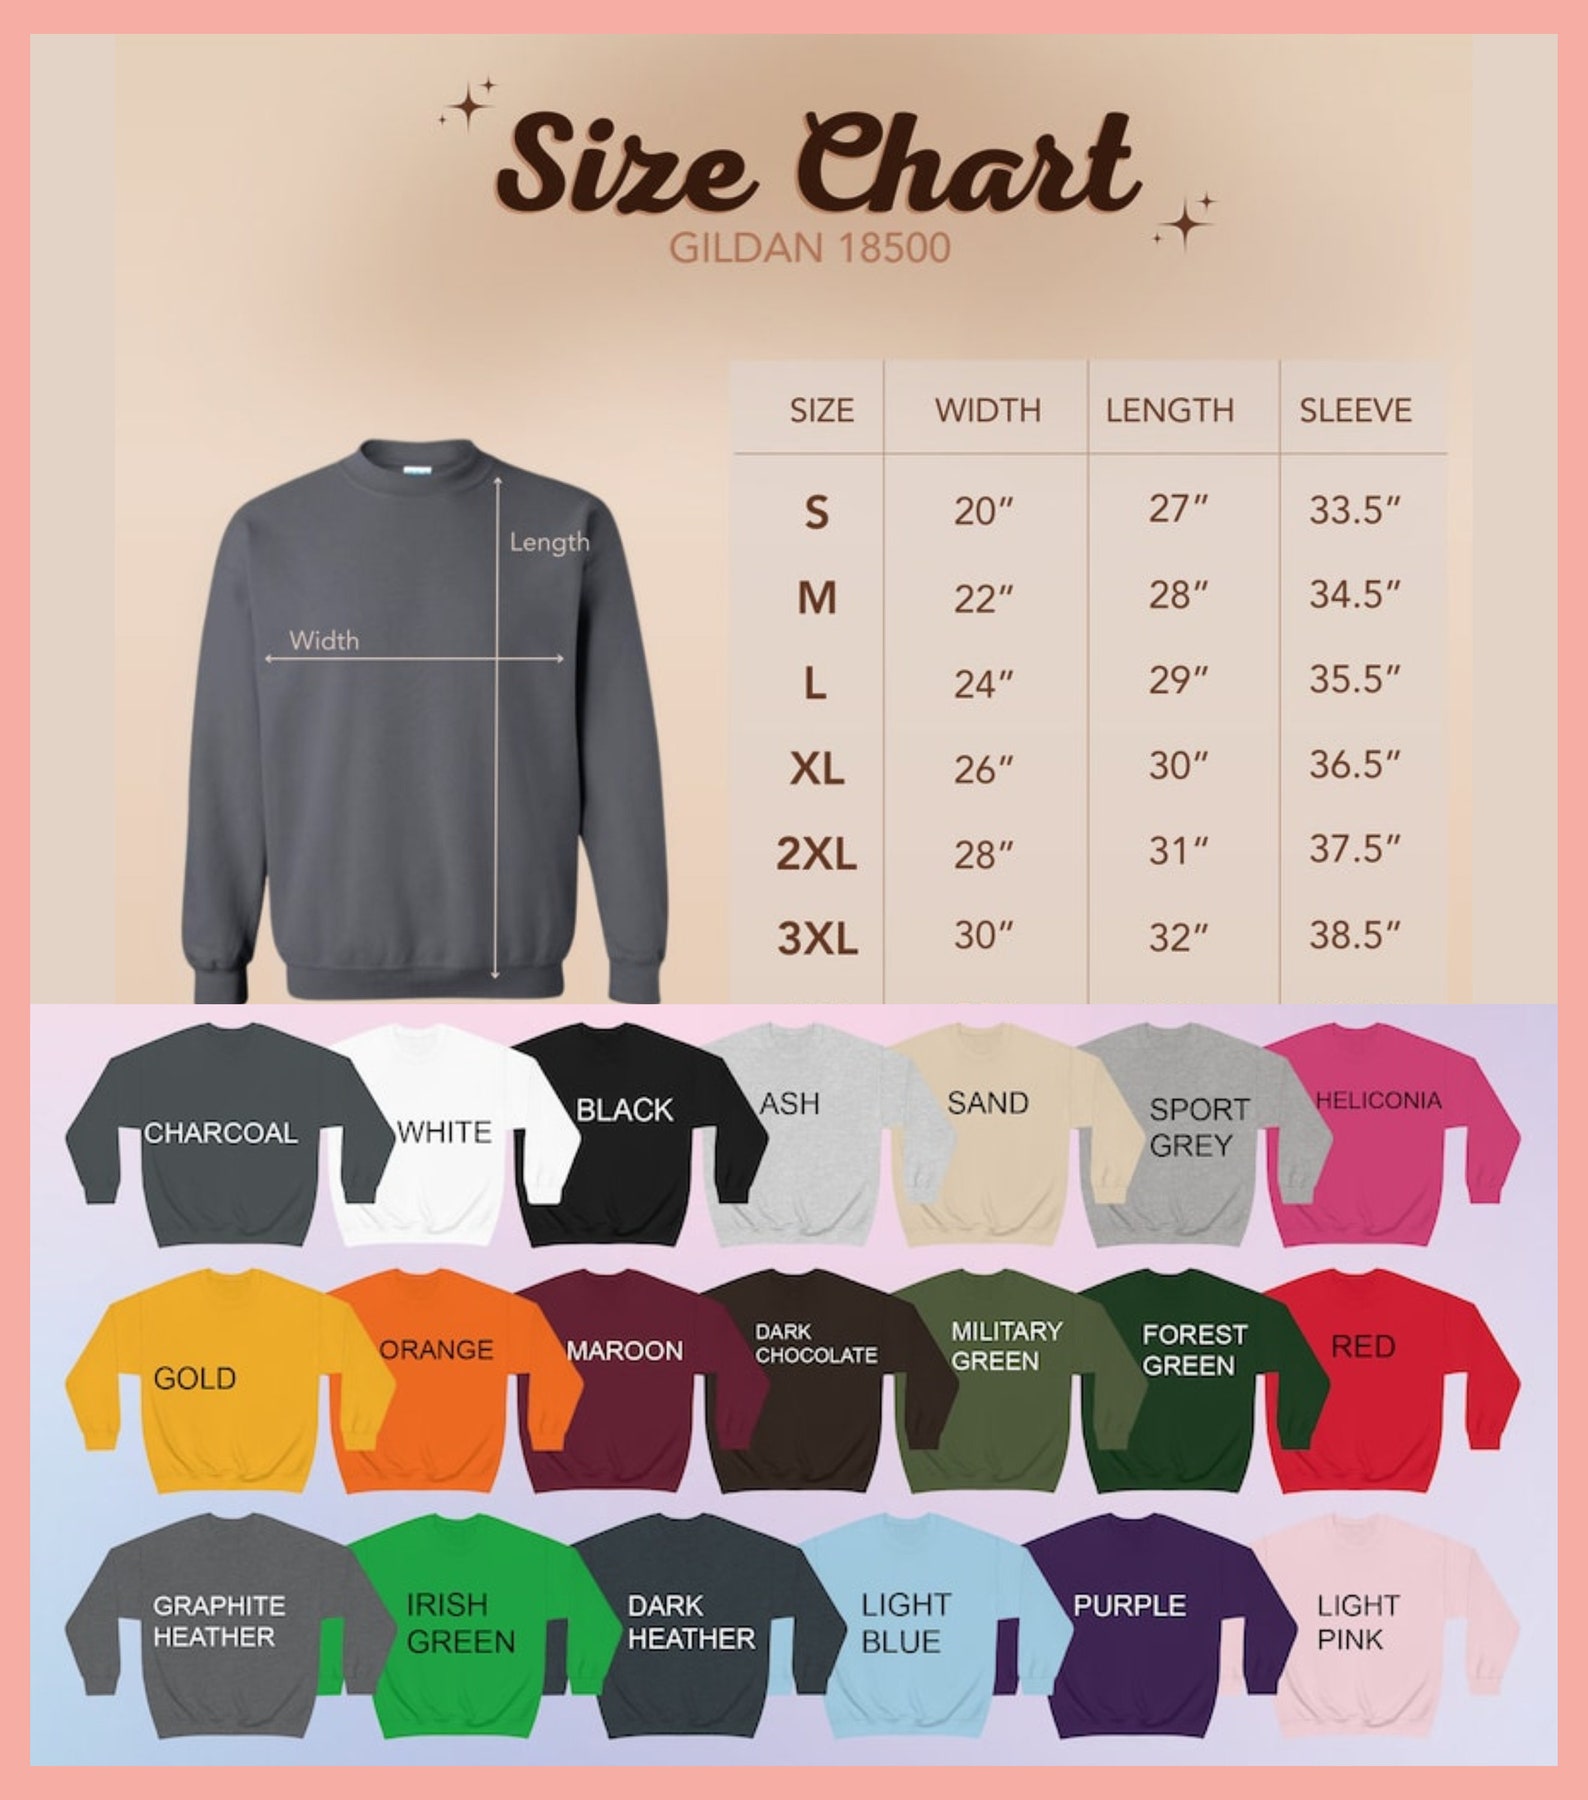 Size Chart
GILDAN 18500
SIZE WIDTH LENGTH SLEEVE
S 20" 27" 33.5"
M 22" 28" 34.5"
L 24" 29" 35.5"
XL 26" 30" 36.5"
2XL 28" 31" 37.5"
3XL 30" 32" 38.5"
Length
Width
CHARCOAL
WHITE
BLACK
ASH
SAND
SPORT
GREY
HELICONIA
GOLD
ORANGE
MAROON
DARK
CHOCOLATE
MILITARY
GREEN
FOREST
GREEN
RED
GRAPHITE
HEATHER
IRISH
GREEN
DARK
HEATHER
LIGHT
BLUE
PURPLE
LIGHT
PINK